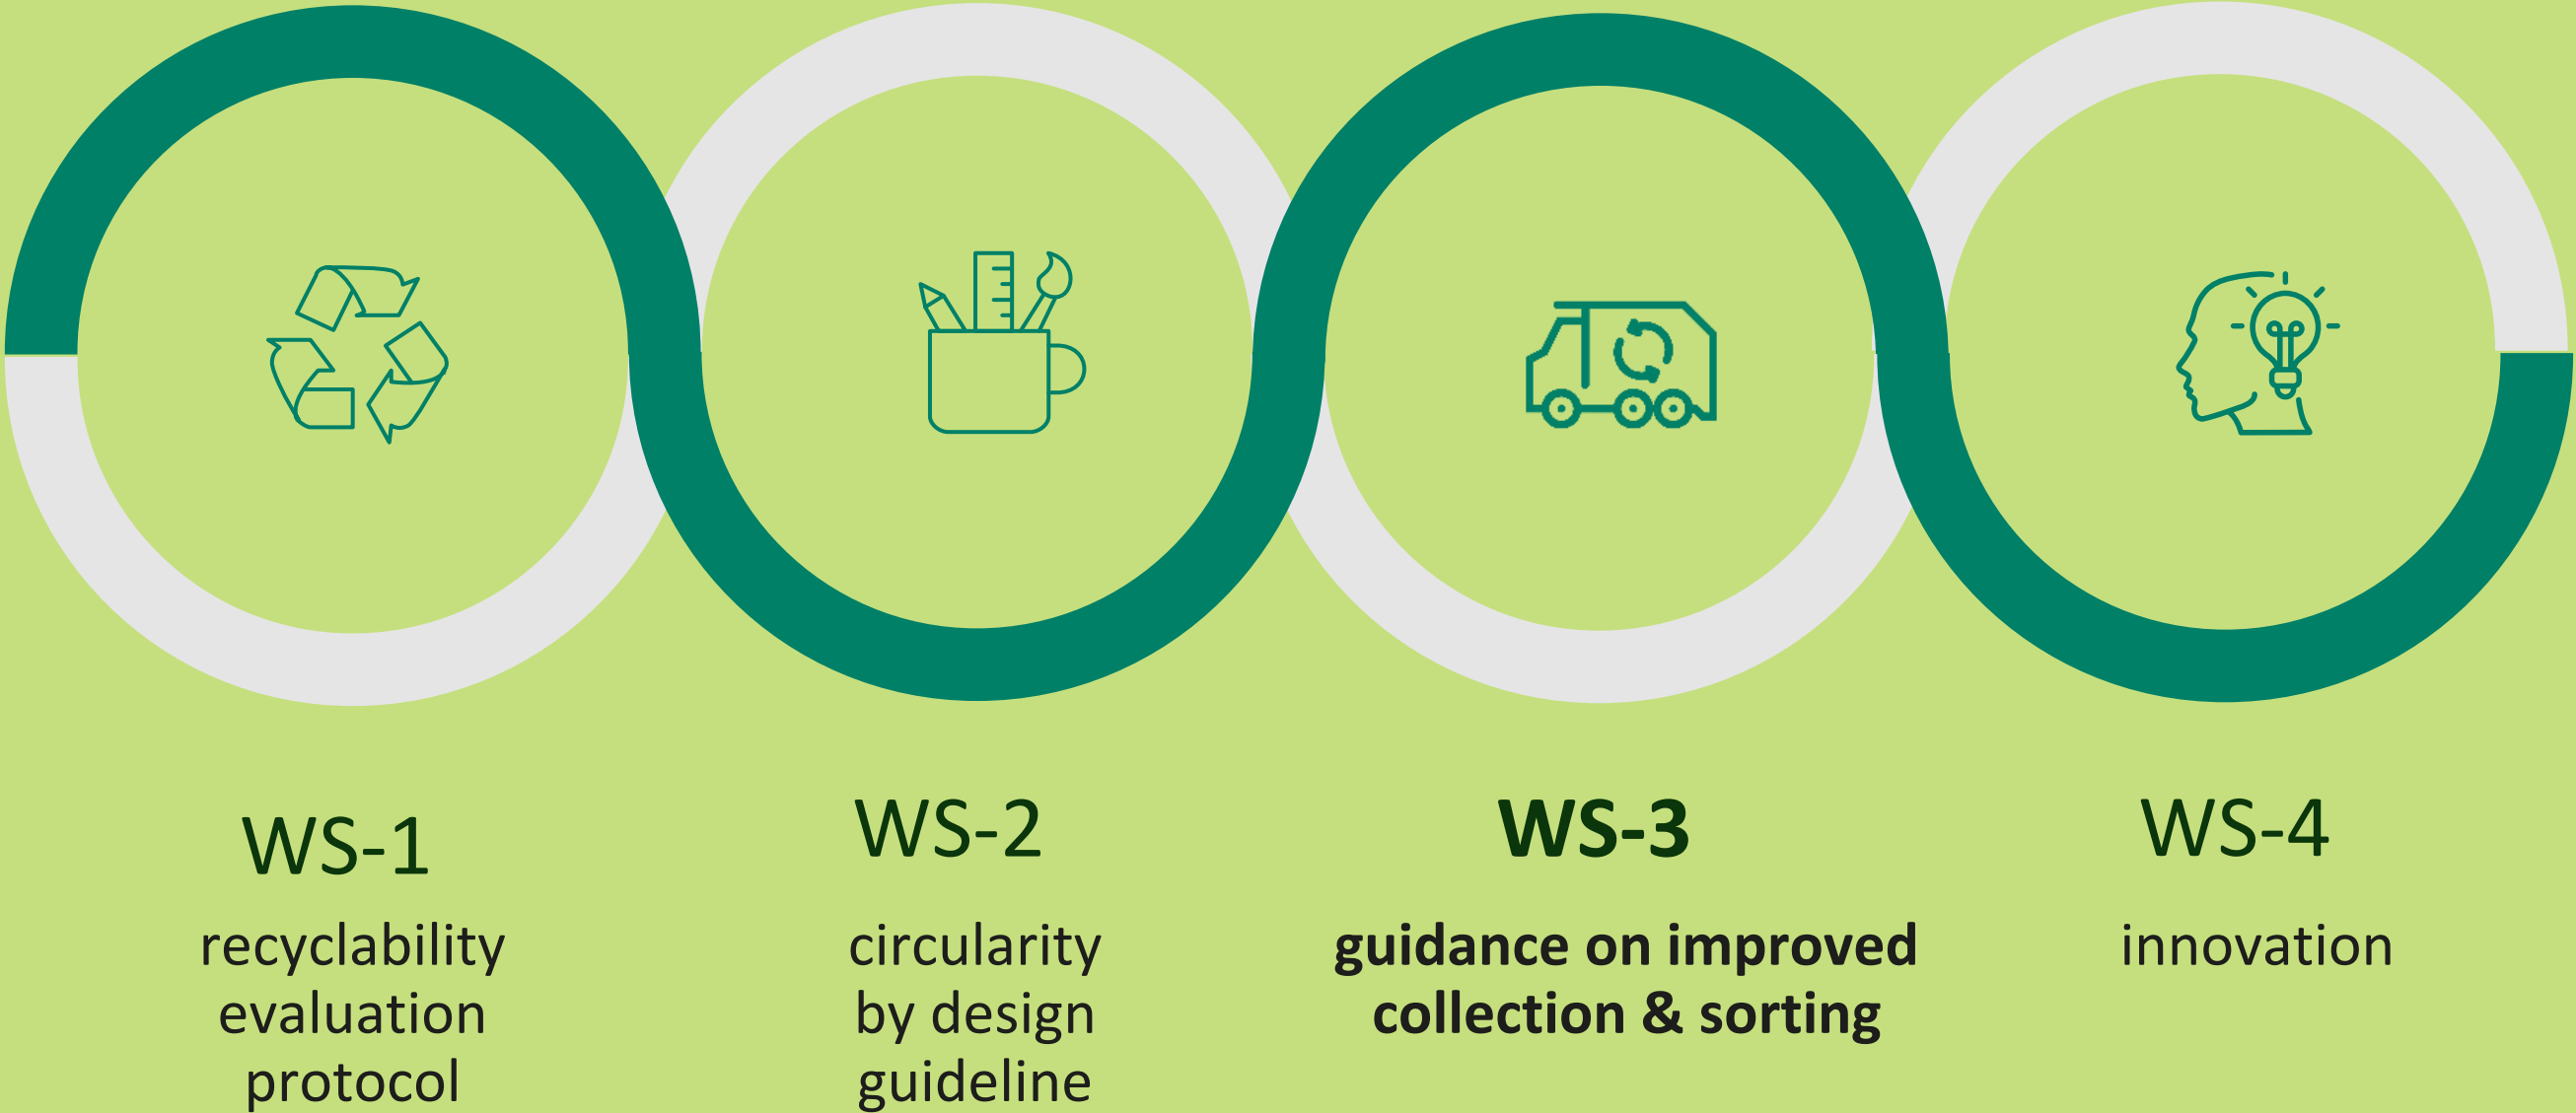 WS-1
recyclability
evaluation
protocol
WS-2
circularity
by design
guideline
WS-3
guidance on improved
collection & sorting
WS-4
innovation